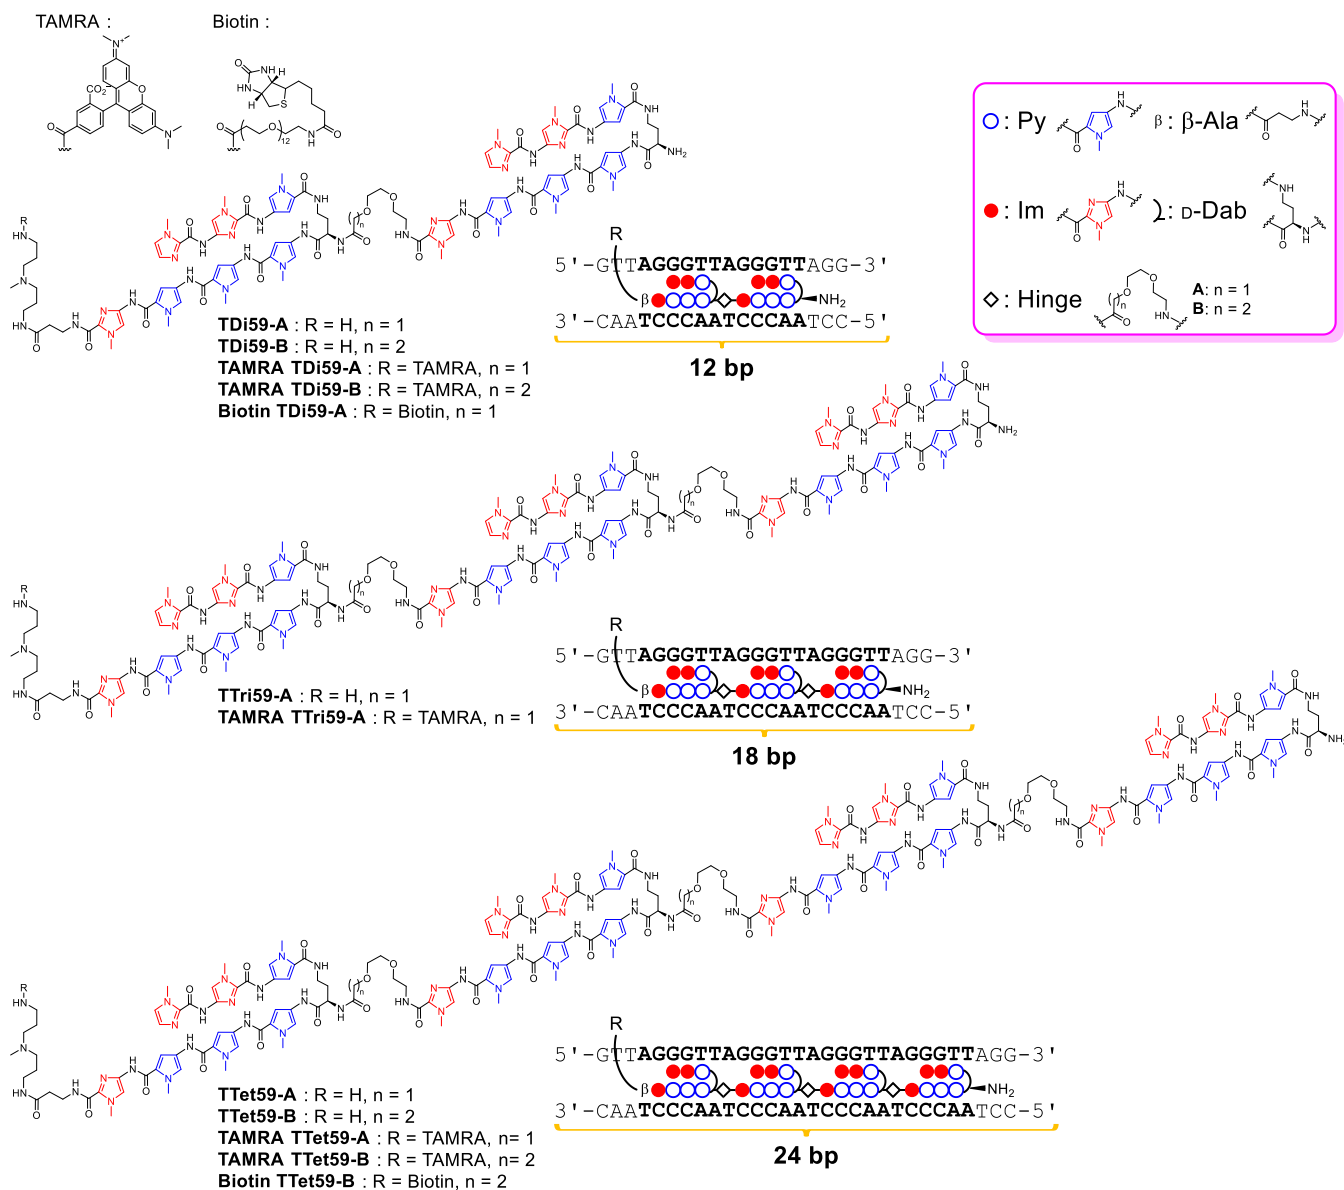 TAMRA :
Biotin :
: Py
β : β-Ala
: Im
: D-Dab
: Hinge
A: n = 1
B: n = 2
R
5'-GTTAGGGTTAGGGTTAGG-3'
β
NH2
3'-CAATCCCAATCCCAATCC-5'
12 bp
TDi59-A : R = H, n = 1
TDi59-B : R = H, n = 2
TAMRA TDi59-A : R = TAMRA, n = 1
TAMRA TDi59-B : R = TAMRA, n = 2
Biotin TDi59-A : R = Biotin, n = 1
R
5'-GTTAGGGTTAGGGTTAGGGTTAGG-3'
β
NH2
3'-CAATCCCAATCCCAATCCCAATCC-5'
18 bp
TTri59-A : R = H, n = 1
TAMRA TTri59-A : R = TAMRA, n = 1
R
5'-GTTAGGGTTAGGGTTAGGGTTAGGGTTAGG-3'
β
NH2
3'-CAATCCCAATCCCAATCCCAATCCCAATCC-5'
24 bp
TTet59-A : R = H, n = 1
TTet59-B : R = H, n = 2
TAMRA TTet59-A : R = TAMRA, n= 1
TAMRA TTet59-B : R = TAMRA, n= 2
Biotin TTet59-B : R = Biotin, n = 2